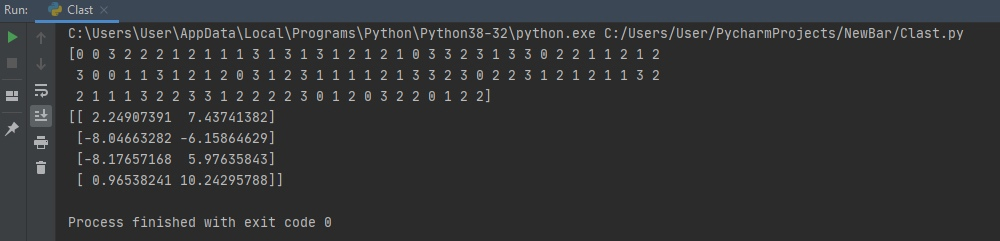 Run: Clast ×
C:\Users\User\AppData\Local\Programs\Python\Python38-32\python.exe C:/Users/User/PycharmProjects/NewBar/Clast.py
[0 0 3 2 2 2 1 2 1 1 1 3 1 3 1 3 1 2 1 2 1 0 3 3 2 3 1 3 3 0 2 2 1 1 2 1 2
3 0 0 1 1 3 1 2 1 2 0 3 1 2 3 1 1 1 1 2 1 3 3 2 3 0 2 2 3 1 2 1 2 1 1 3 2
2 1 1 1 3 2 2 3 3 1 2 2 2 2 3 0 1 2 0 3 2 2 0 1 2 2]
[[ 2.24907391  7.43741382]
[-8.04663282 -6.15864629]
[-8.17657168  5.97635843]
[ 0.96538241 10.24295788]]
Process finished with exit code 0